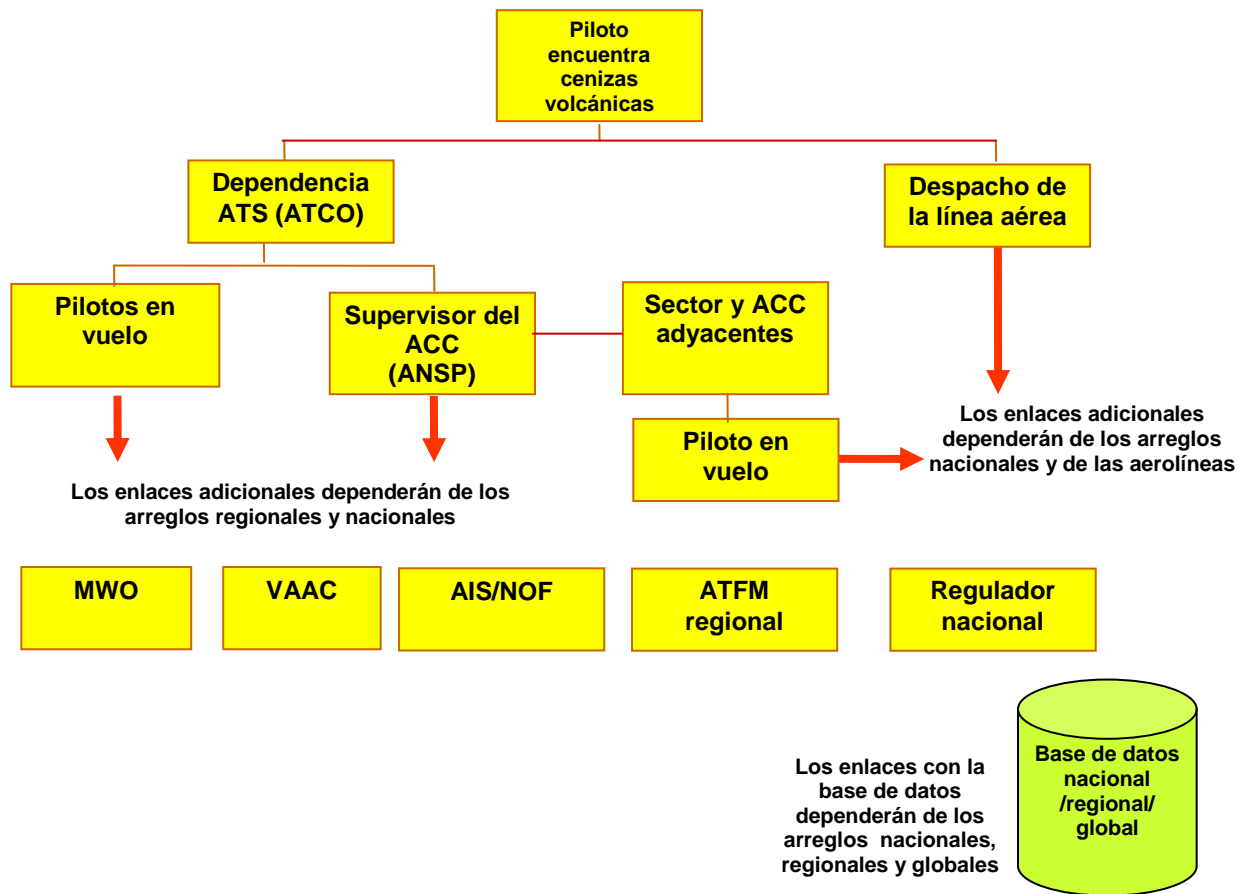 Piloto
encuentra
cenizas
volcánicas
Dependencia
ATS (ATCO)
Despacho de
la línea aérea
Pilotos en
vuelo
Supervisor del
ACC
(ANSP)
Sector y ACC
adyacentes
Piloto en
vuelo
Los enlaces adicionales
dependerán de los arreglos
nacionales y de las aerolíneas
Los enlaces adicionales dependerán de los
arreglos regionales y nacionales
MWO
VAAC
AIS/NOF
ATFM
regional
Regulador
nacional
Los enlaces con la
base de datos
dependerán de los
arreglos nacionales,
regionales y globales
Base de datos
nacional
/regional/
global